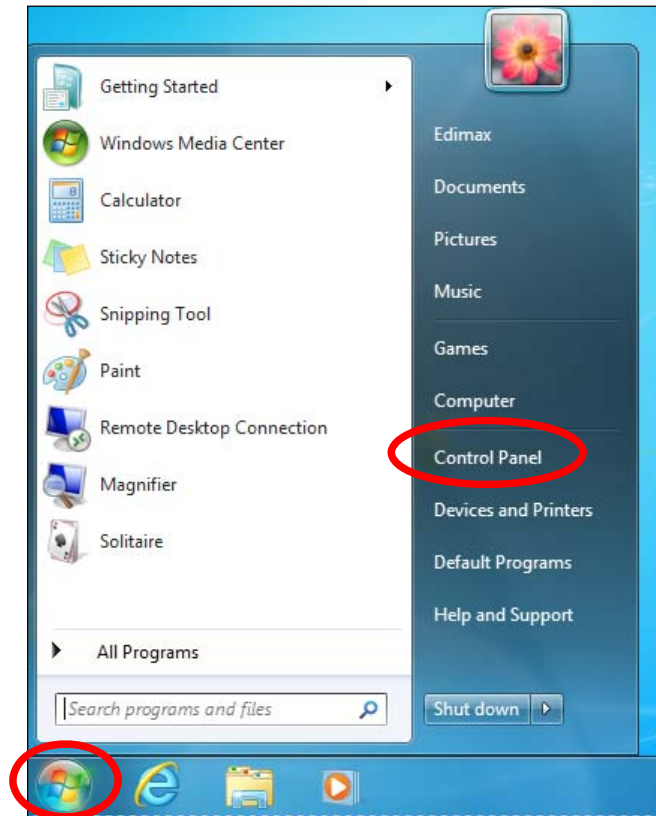 Getting Started
Windows Media Center
Calculator
Sticky Notes
Snipping Tool
Paint
Remote Desktop Connection
Magnifier
Solitaire
All Programs
Search programs and files
Edimax
Documents
Pictures
Music
Games
Computer
Control Panel
Devices and Printers
Default Programs
Help and Support
Shut down